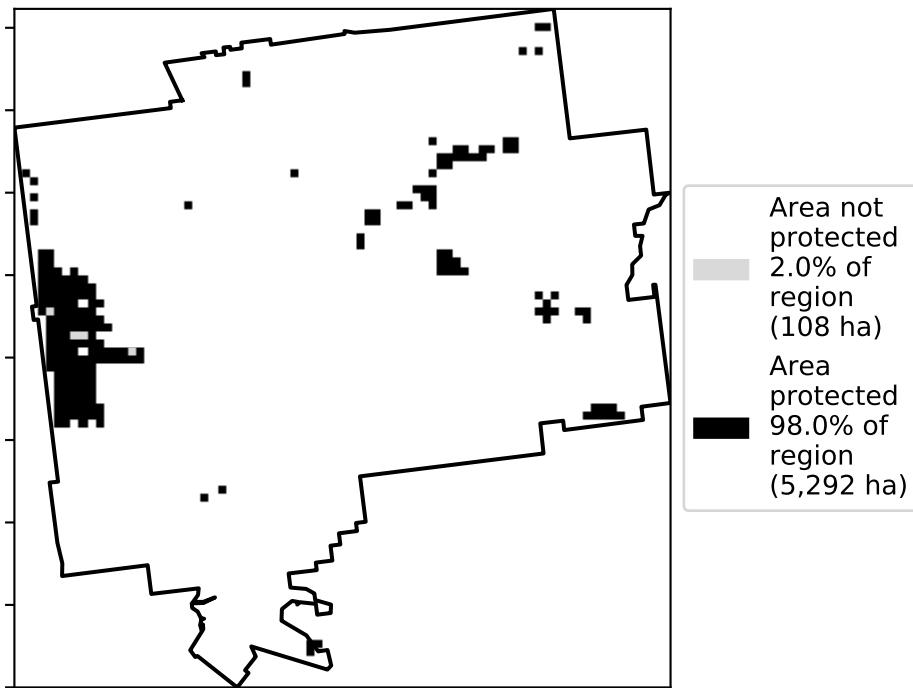 Area not
protected
2.0% of
region
(108 ha)
Area
protected
98.0% of
region
(5,292 ha)